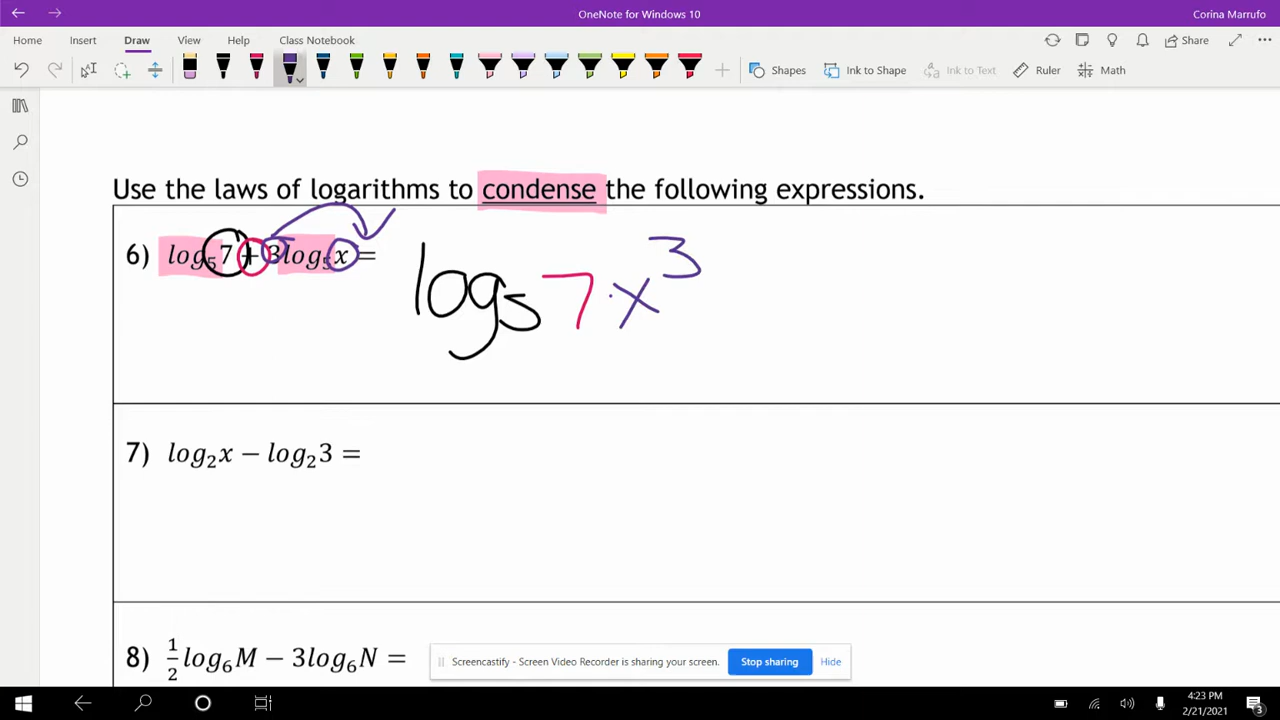 OneNote for Windows 10
Corina Marrufo
Home Insert Draw View Help Class Notebook Share
Shapes Ink to Shape Ink to Text Ruler Math
Use the laws of logarithms to condense the following expressions.
6) log₅7 + 3log₅x = log₅ 7·x³
7) log₂x − log₂3 =
8) ½log₆M − 3log₆N =
Screencastify - Screen Video Recorder is sharing your screen. Stop sharing Hide
4:23 PM
2/21/2021
3